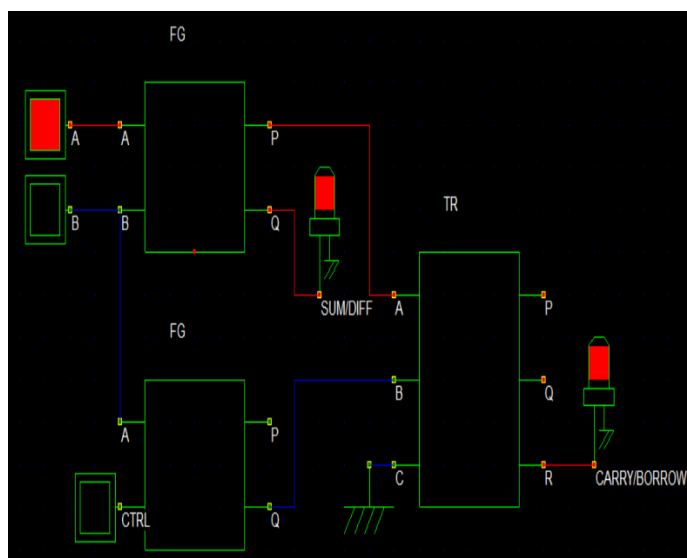 FG
A A P
B B Q
SUM/DIFF
TR
A P
B Q
C R
CARRY/BORROW
FG
A P
CTRL Q